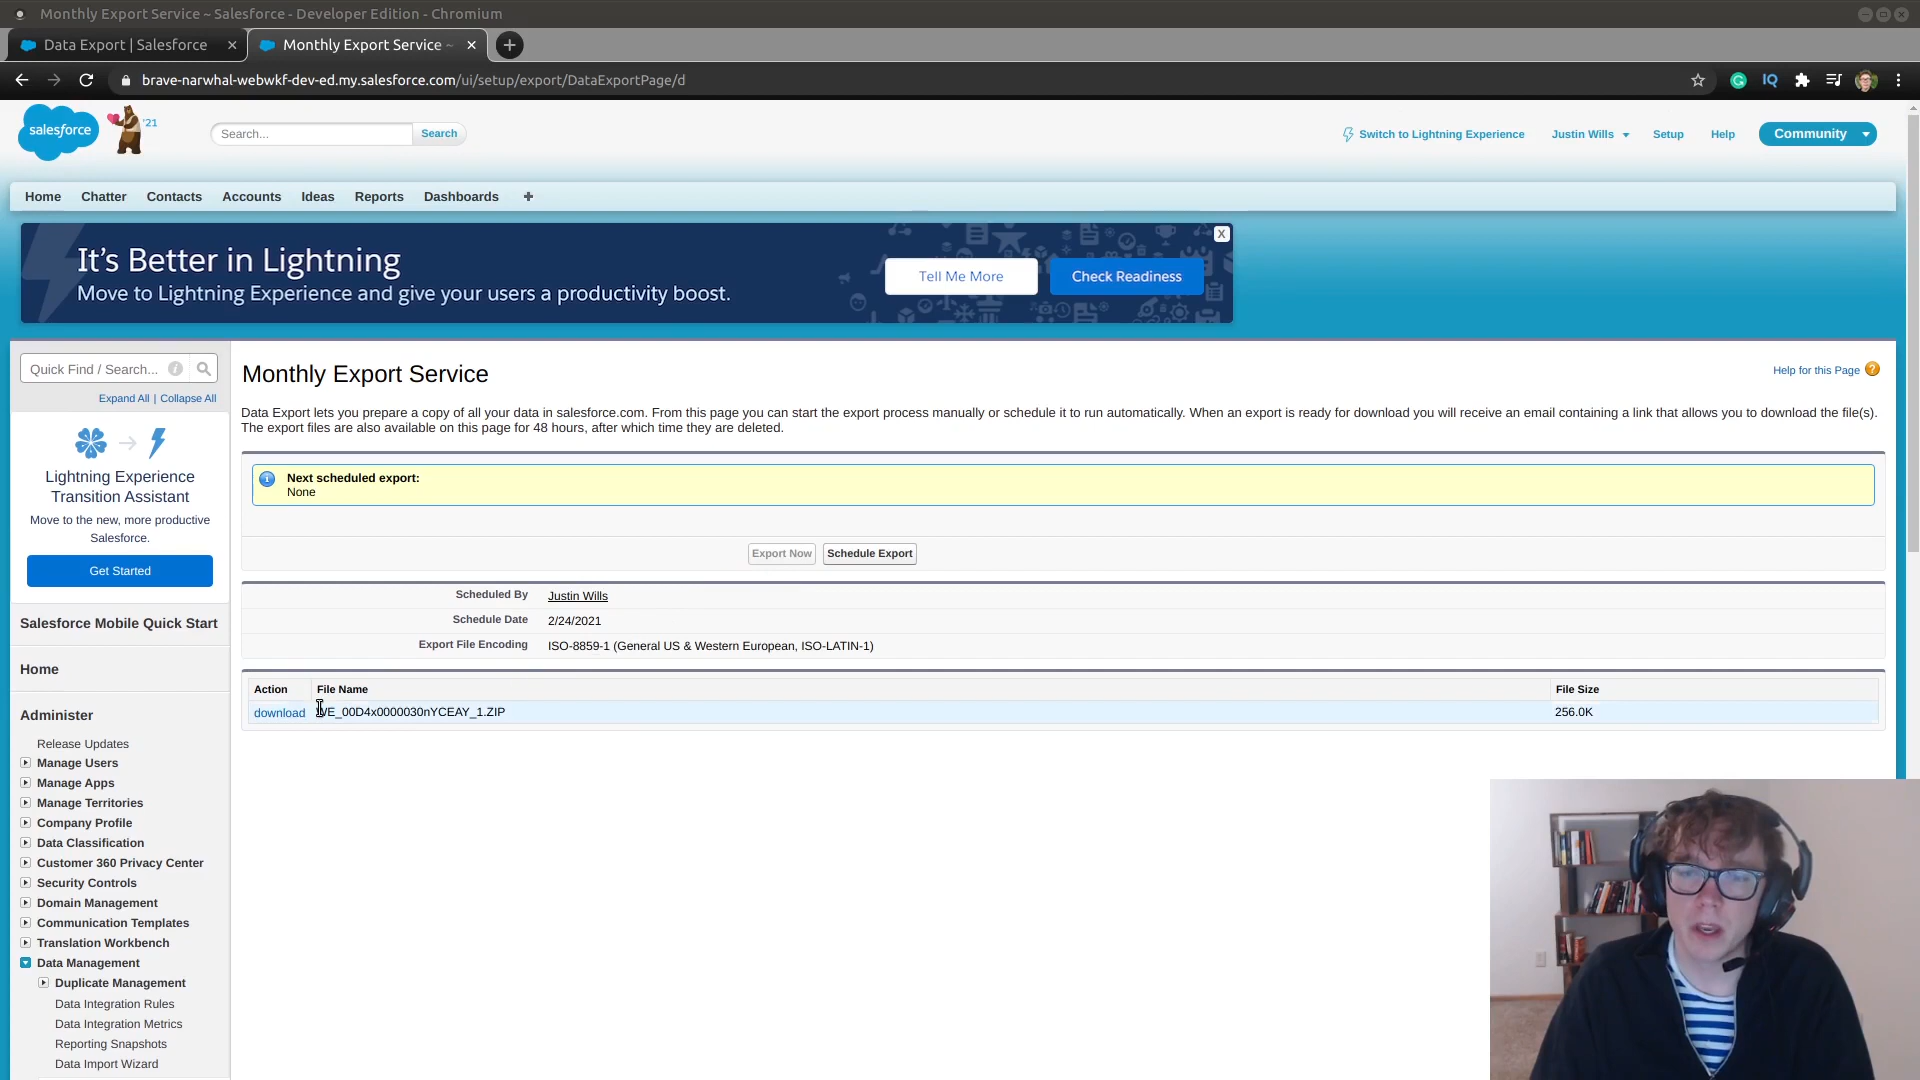 Monthly Export Service ~ Salesforce - Developer Edition - Chromium
Data Export | Salesforce
Monthly Export Service ~
brave-narwhal-webwkf-dev-ed.my.salesforce.com/ui/setup/export/DataExportPage/d
salesforce
'21
Search...
Search
Switch to Lightning Experience
Justin Wills
Setup
Help
Community
Home
Chatter
Contacts
Accounts
Ideas
Reports
Dashboards
It's Better in Lightning
Move to Lightning Experience and give your users a productivity boost.
Tell Me More
Check Readiness
X
Quick Find / Search...
Expand All | Collapse All
Lightning Experience
Transition Assistant
Move to the new, more productive
Salesforce.
Get Started
Salesforce Mobile Quick Start
Home
Administer
Release Updates
Manage Users
Manage Apps
Manage Territories
Company Profile
Data Classification
Customer 360 Privacy Center
Security Controls
Domain Management
Communication Templates
Translation Workbench
Data Management
Duplicate Management
Data Integration Rules
Data Integration Metrics
Reporting Snapshots
Data Import Wizard
Monthly Export Service
Help for this Page
Data Export lets you prepare a copy of all your data in salesforce.com. From this page you can start the export process manually or schedule it to run automatically. When an export is ready for download you will receive an email containing a link that allows you to download the file(s).
The export files are also available on this page for 48 hours, after which time they are deleted.
Next scheduled export:
None
Export Now
Schedule Export
Scheduled By Justin Wills
Schedule Date 2/24/2021
Export File Encoding ISO-8859-1 (General US & Western European, ISO-LATIN-1)
Action File Name File Size
download WE_00D4x0000030nYCEAY_1.ZIP 256.0K